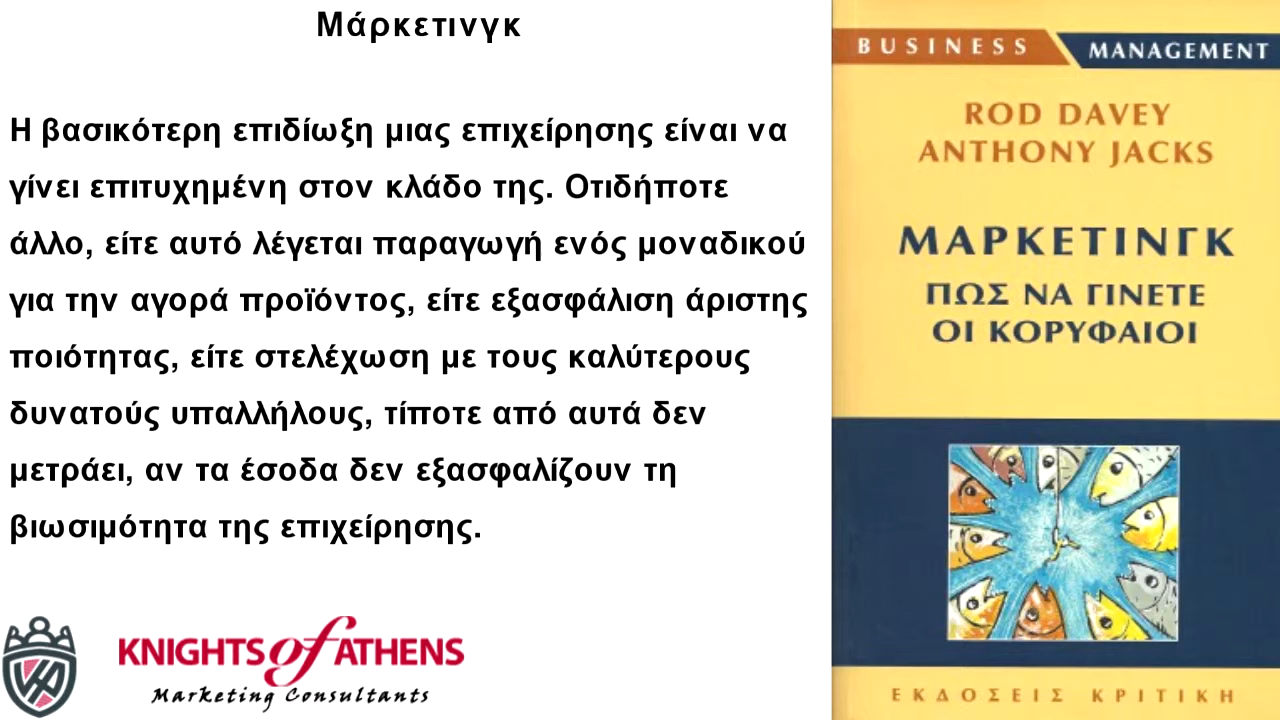 Μάρκετινγκ
Η βασικότερη επιδίωξη μιας επιχείρησης είναι να
γίνει επιτυχημένη στον κλάδο της. Οτιδήποτε
άλλο, είτε αυτό λέγεται παραγωγή ενός μοναδικού
για την αγορά προϊόντος, είτε εξασφάλιση άριστης
ποιότητας, είτε στελέχωση με τους καλύτερους
δυνατούς υπαλλήλους, τίποτε από αυτά δεν
μετράει, αν τα έσοδα δεν εξασφαλίζουν τη
βιωσιμότητα της επιχείρησης.
KNIGHTS of ATHENS
Marketing Consultants
BUSINESS MANAGEMENT
ROD DAVEY
ANTHONY JACKS
ΜΑΡΚΕΤΙΝΓΚ
ΠΩΣ ΝΑ ΓΙΝΕΤΕ
ΟΙ ΚΟΡΥΦΑΙΟΙ
ΕΚΔΟΣΕΙΣ ΚΡΙΤΙΚΗ